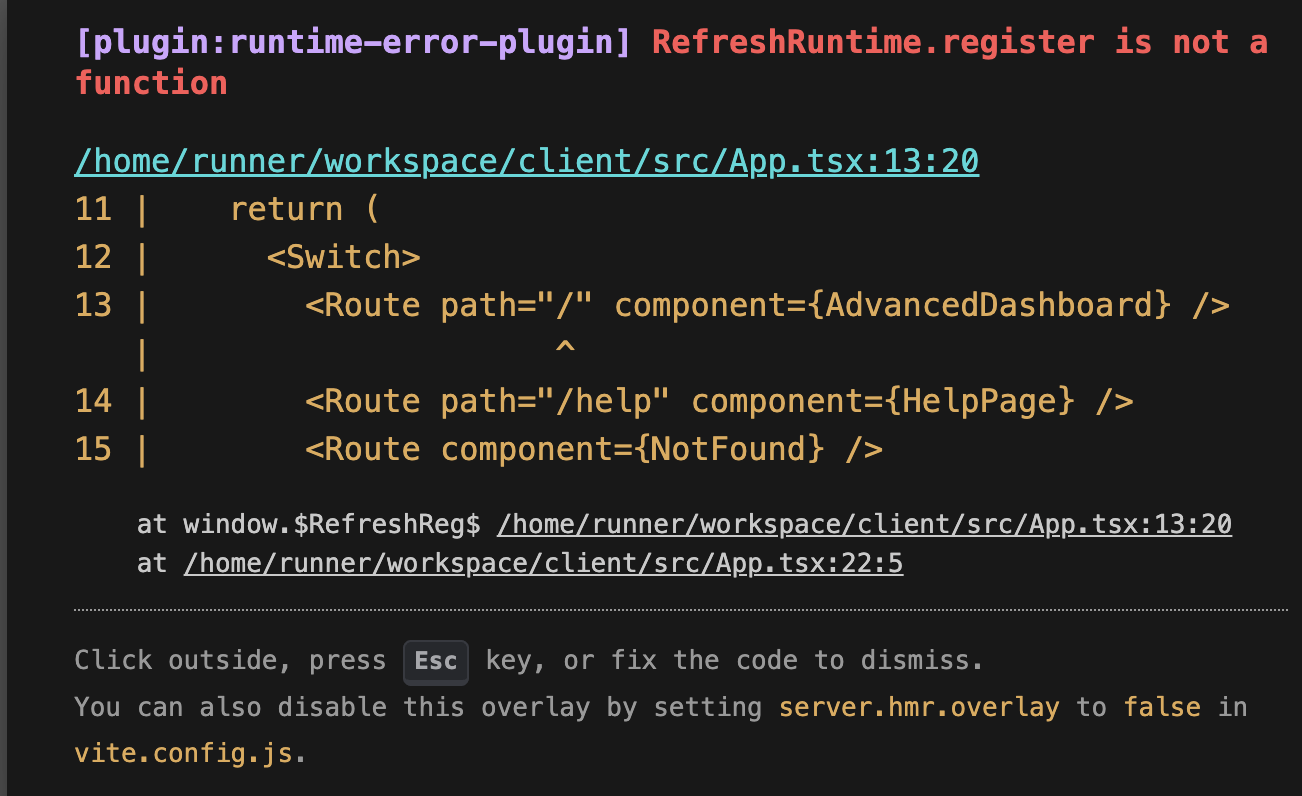 [plugin:runtime-error-plugin] RefreshRuntime.register is not a
function
/home/runner/workspace/client/src/App.tsx:13:20
11 |    return (
12 |      <Switch>
13 |        <Route path="/" component={AdvancedDashboard} />
   |                     ^
14 |        <Route path="/help" component={HelpPage} />
15 |        <Route component={NotFound} />
at window.$RefreshReg$ /home/runner/workspace/client/src/App.tsx:13:20
at /home/runner/workspace/client/src/App.tsx:22:5
Click outside, press Esc key, or fix the code to dismiss.
You can also disable this overlay by setting server.hmr.overlay to false in
vite.config.js.